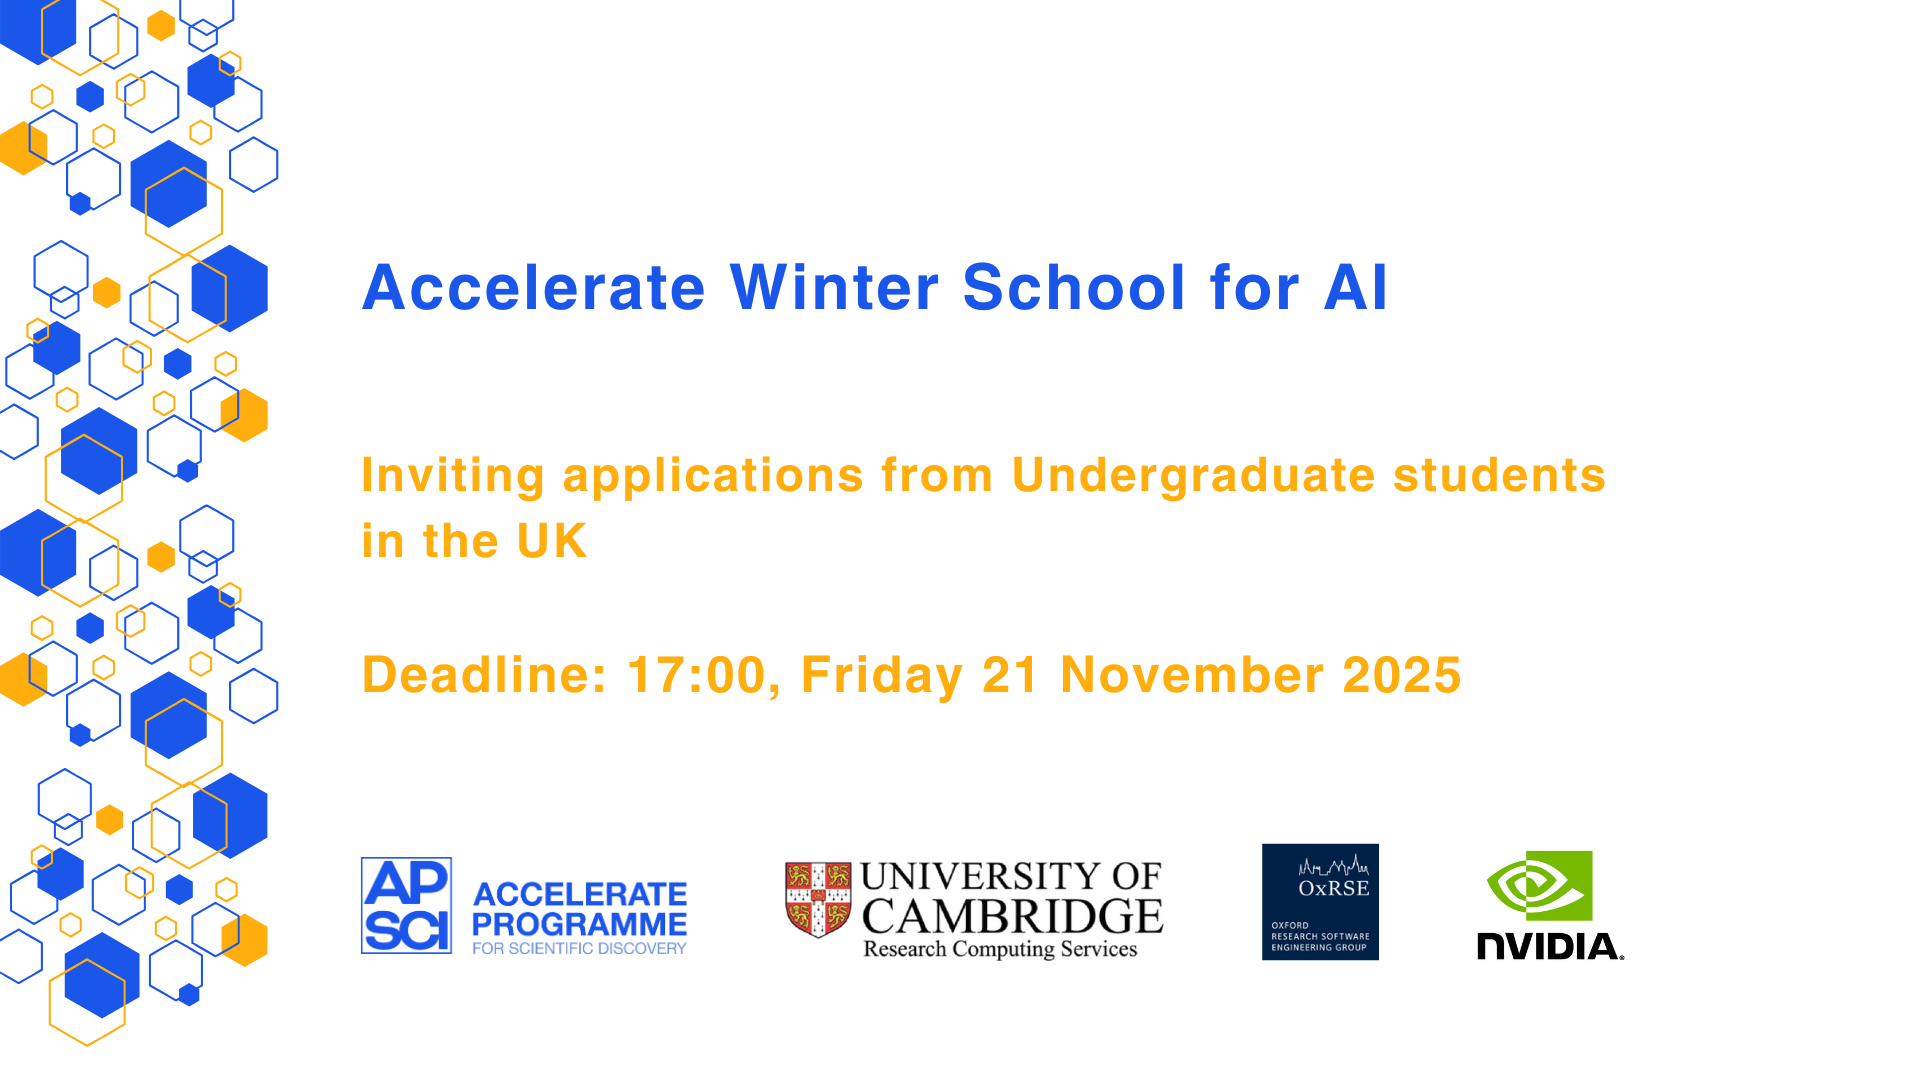 Accelerate Winter School for AI
Inviting applications from Undergraduate students
in the UK
Deadline: 17:00, Friday 21 November 2025
AP
SCI
ACCELERATE
PROGRAMME
FOR SCIENTIFIC DISCOVERY
UNIVERSITY OF
CAMBRIDGE
Research Computing Services
OxRSE
OXFORD
RESEARCH SOFTWARE
ENGINEERING GROUP
NVIDIA